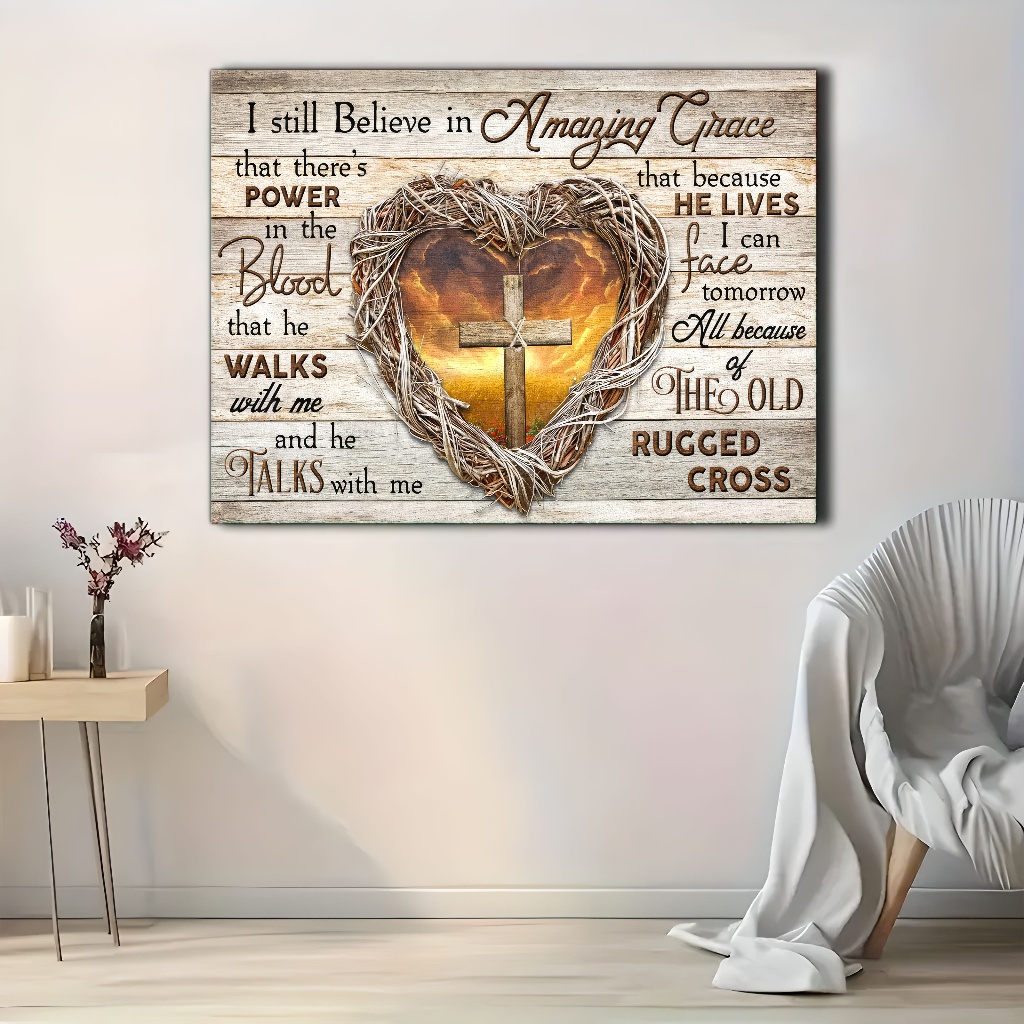 I still Believe in Amazing Grace
that there's
POWER
in the
Blood
that he
WALKS
with me
and he
TALKS with me
that because
HE LIVES
I can
face
tomorrow
All because
of
THE OLD
RUGGED
CROSS